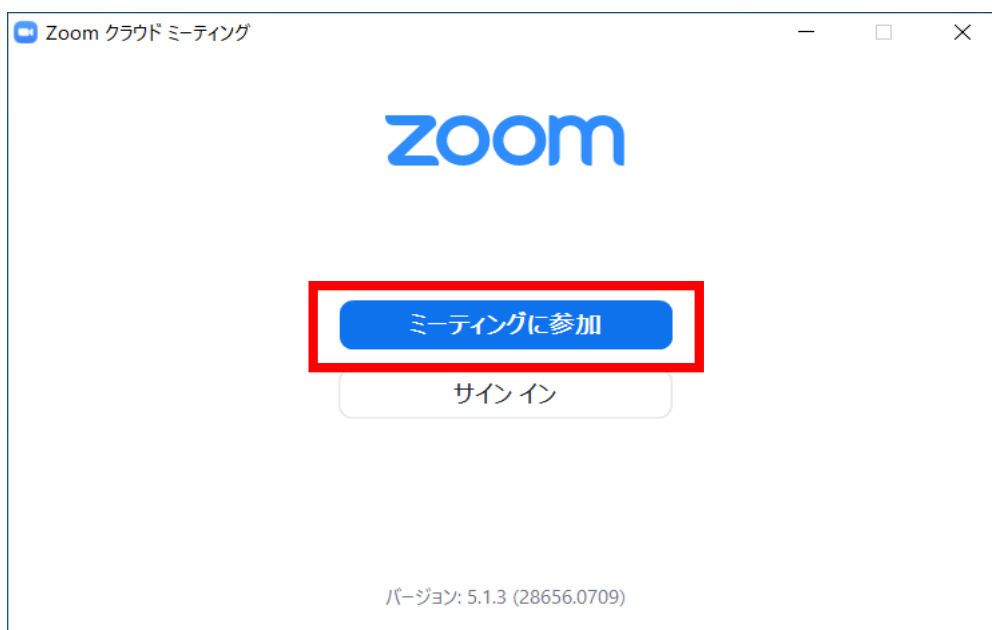 Zoom クラウド ミーティング
zoom
ミーティングに参加
サイン イン
バージョン: 5.1.3 (28656.0709)